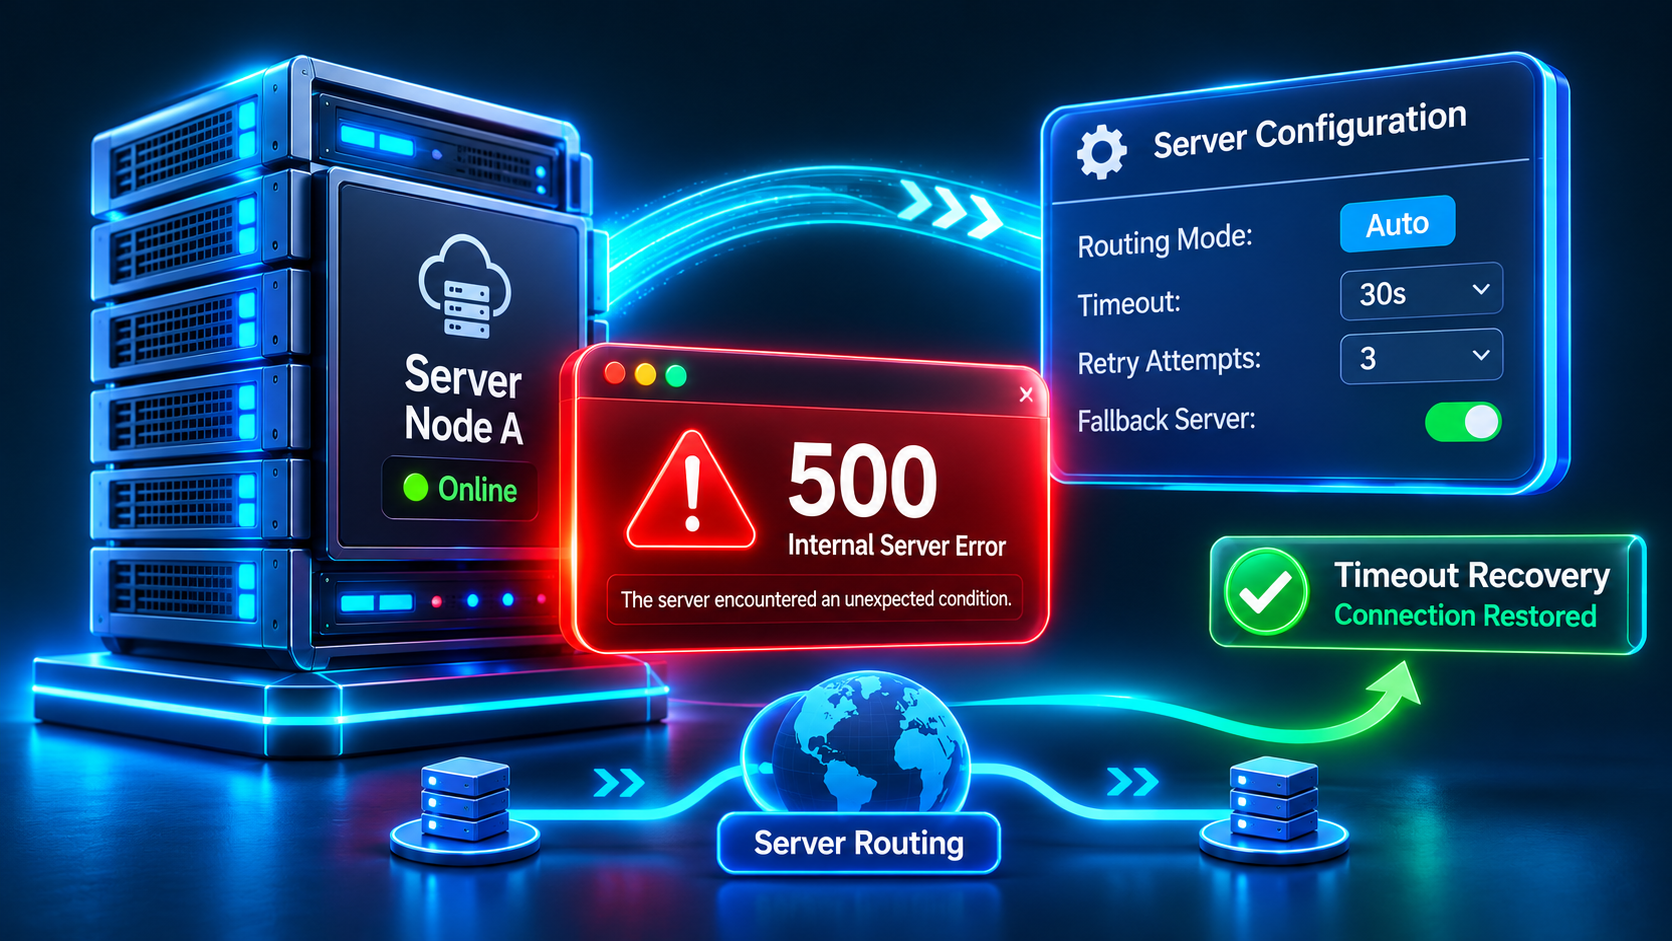 Server
Node A
Online
500
Internal Server Error
The server encountered an unexpected condition.
Server Configuration
Routing Mode: Auto
Timeout: 30s
Retry Attempts: 3
Fallback Server:
Timeout Recovery
Connection Restored
Server Routing